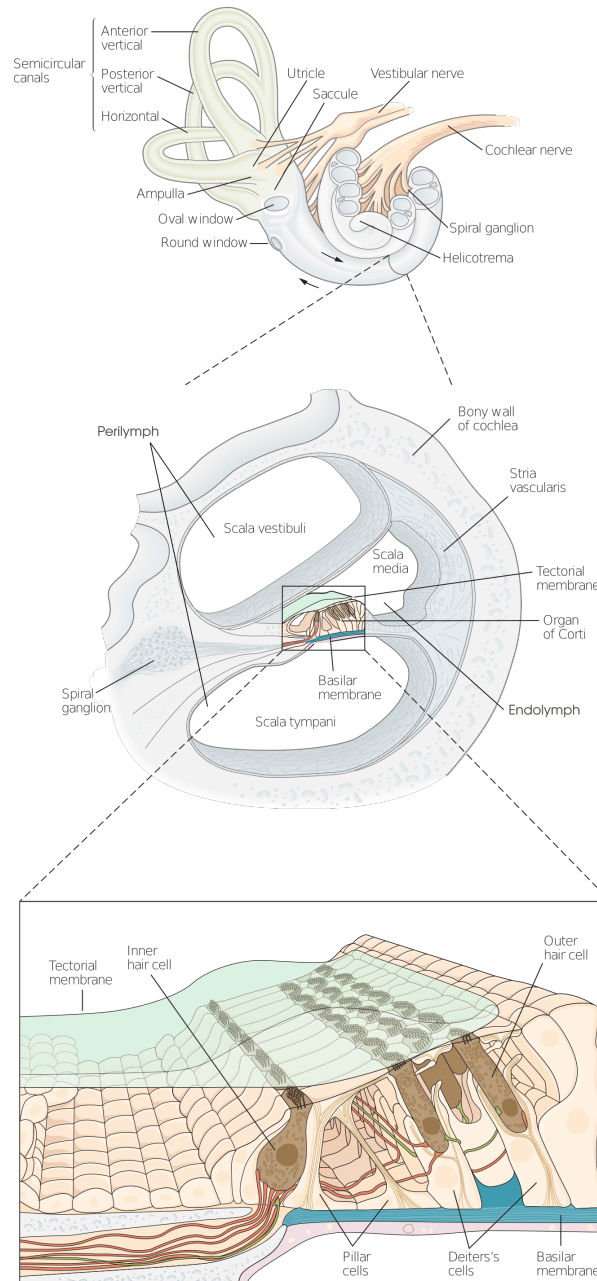 Anterior
vertical
Semicircular
canals
Posterior
vertical
Horizontal
Utricle
Saccule
Vestibular nerve
Cochlear nerve
Ampulla
Oval window
Round window
Spiral ganglion
Helicotrema
Bony wall
of cochlea
Perilymph
Stria
vascularis
Scala vestibuli
Scala
media
Tectorial
membrane
Organ
of Corti
Basilar
membrane
Spiral
ganglion
Endolymph
Scala tympani
Outer
hair cell
Inner
hair cell
Tectorial
membrane
Pillar
cells
Deiters's
cells
Basilar
membrane